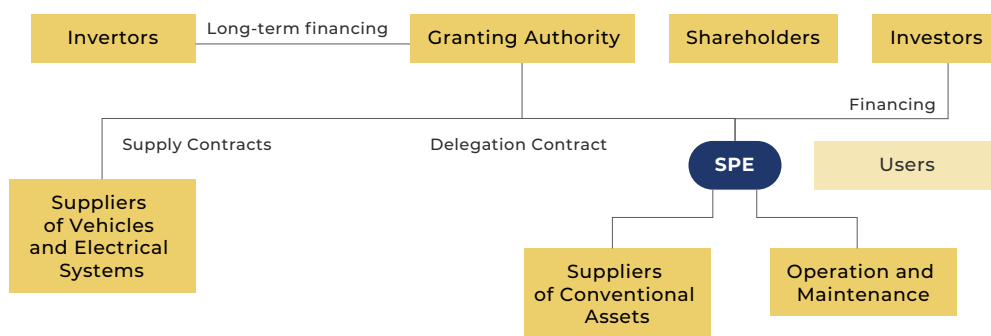 Invertors
Long-term financing
Granting Authority
Shareholders
Investors
Financing
Supply Contracts
Delegation Contract
SPE
Users
Suppliers
of Vehicles
and Electrical
Systems
Suppliers
of Conventional
Assets
Operation and
Maintenance